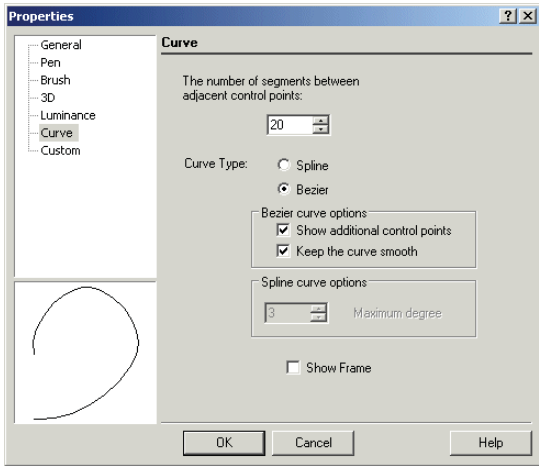 Properties
General
Pen
Brush
3D
Luminance
Curve
Custom
Curve
The number of segments between
adjacent control points:
20
Curve Type:
Spline
Bezier
Bezier curve options
Show additional control points
Keep the curve smooth
Spline curve options
3 Maximum degree
Show Frame
OK Cancel Help